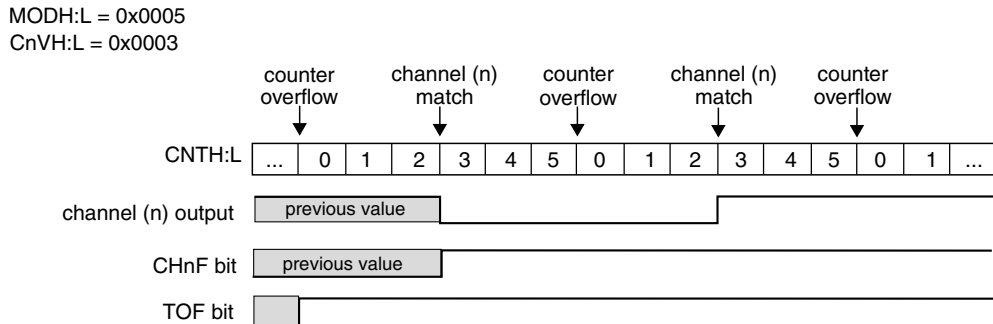 MODH:L = 0x0005
CnVH:L = 0x0003
counter overflow
channel (n) match
counter overflow
channel (n) match
counter overflow
CNTH:L ... 0 1 2 3 4 5 0 1 2 3 4 5 0 1 ...
channel (n) output previous value
CHnF bit previous value
TOF bit